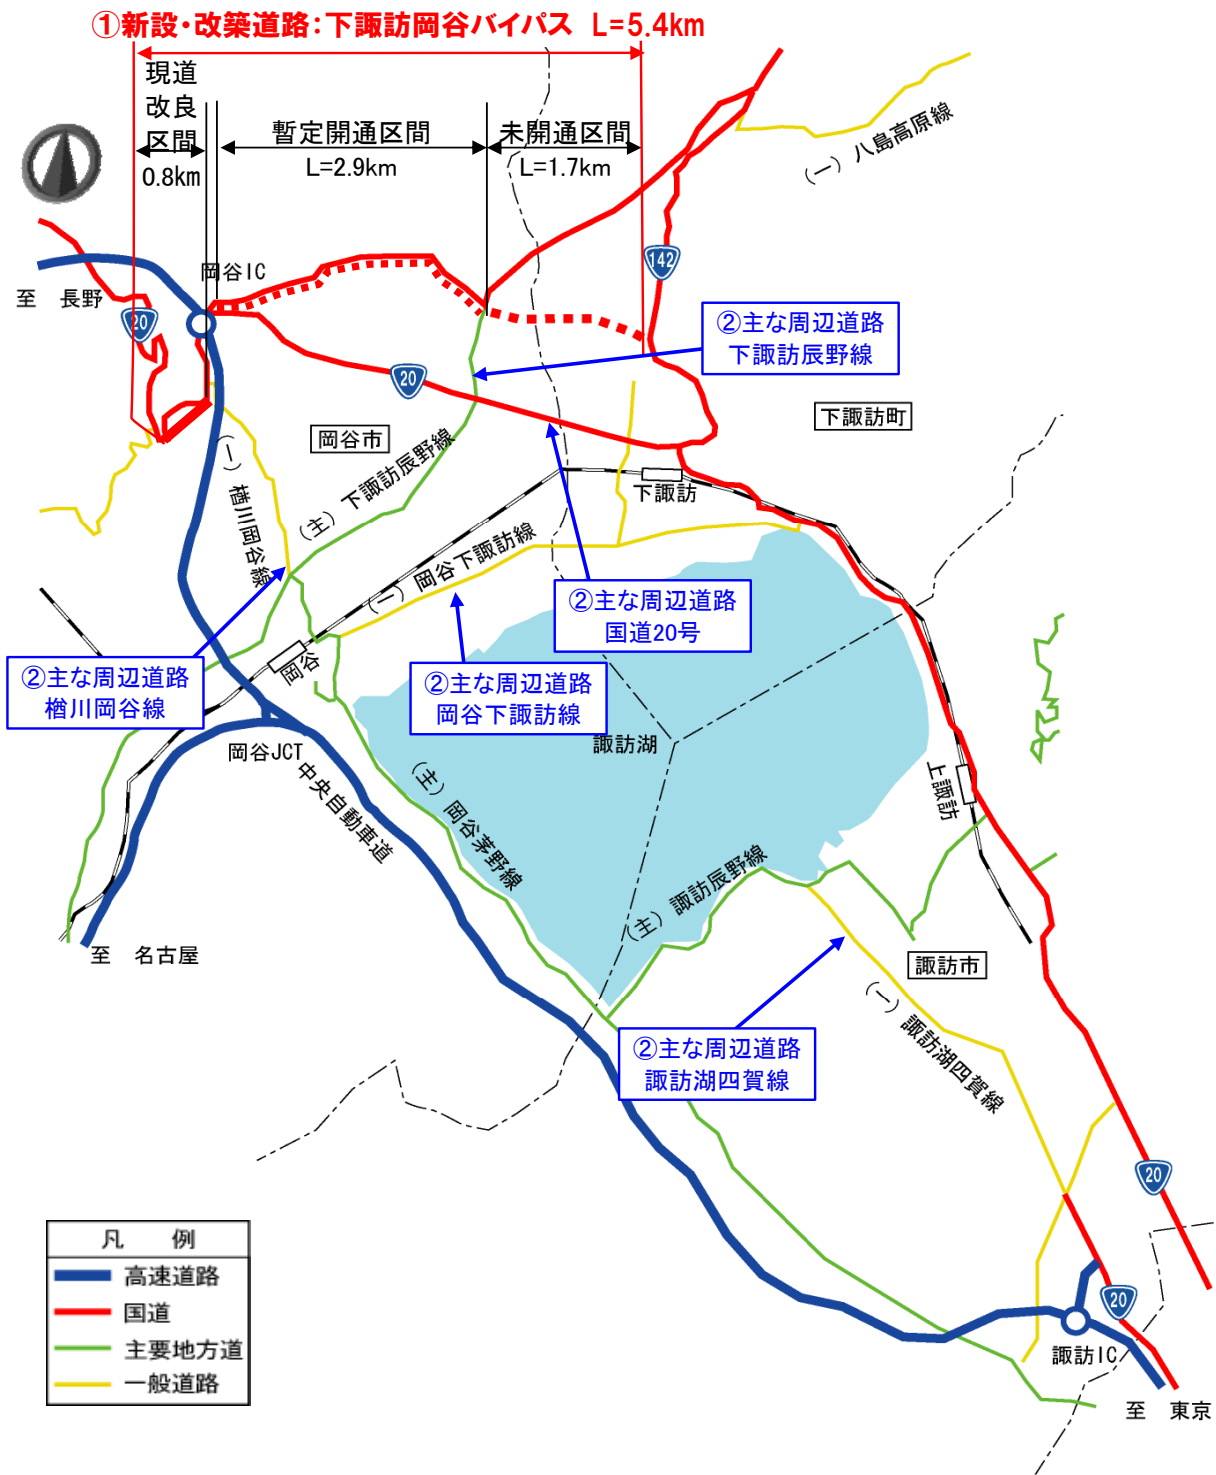 ①新設・改築道路：下諏訪岡谷バイパス L=5.4km
現道
改良
区間
0.8km
暫定開通区間
L=2.9km
未開通区間
L=1.7km
(一)八島高原線
142
岡谷IC
至 長野
20
②主な周辺道路
下諏訪辰野線
20
岡谷市
下諏訪町
(一)楢川岡谷線
(主)下諏訪辰野線
下諏訪
(一)岡谷下諏訪線
②主な周辺道路
国道20号
岡谷
②主な周辺道路
楢川岡谷線
②主な周辺道路
岡谷下諏訪線
諏訪湖
岡谷JCT
中央自動車道
(主)岡谷茅野線
上諏訪
(主)諏訪辰野線
至 名古屋
諏訪市
(一)諏訪湖四賀線
②主な周辺道路
諏訪湖四賀線
20
凡 例
高速道路
国道
主要地方道
一般道路
20
諏訪IC
至 東京